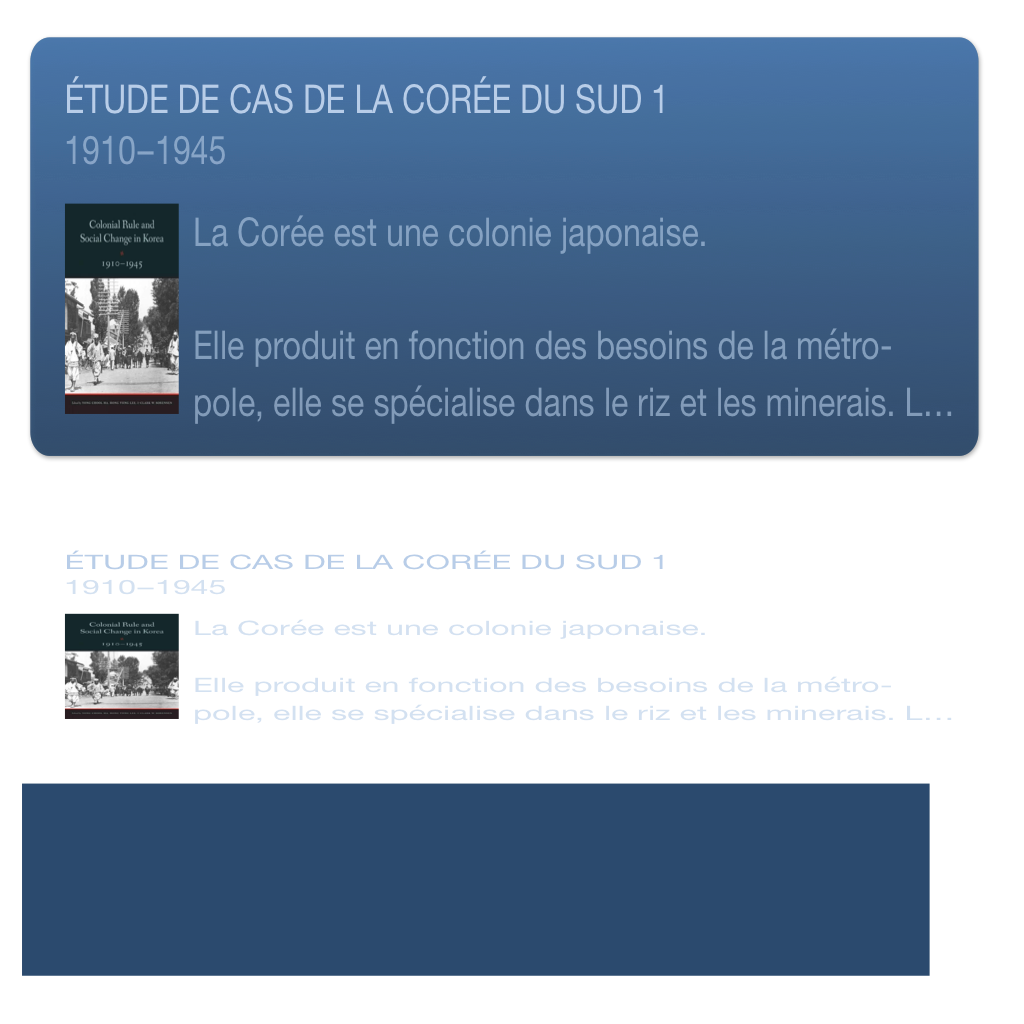 ÉTUDE DE CAS DE LA CORÉE DU SUD 1
1910–1945
Colonial Rule and
Social Change in Korea
1910–1945
La Corée est une colonie japonaise.
Elle produit en fonction des besoins de la métro-
pole, elle se spécialise dans le riz et les minerais. L…
ÉTUDE DE CAS DE LA CORÉE DU SUD 1
1910–1945
Colonial Rule and
Social Change in Korea
1910–1945
La Corée est une colonie japonaise.
Elle produit en fonction des besoins de la métro-
pole, elle se spécialise dans le riz et les minerais. L…